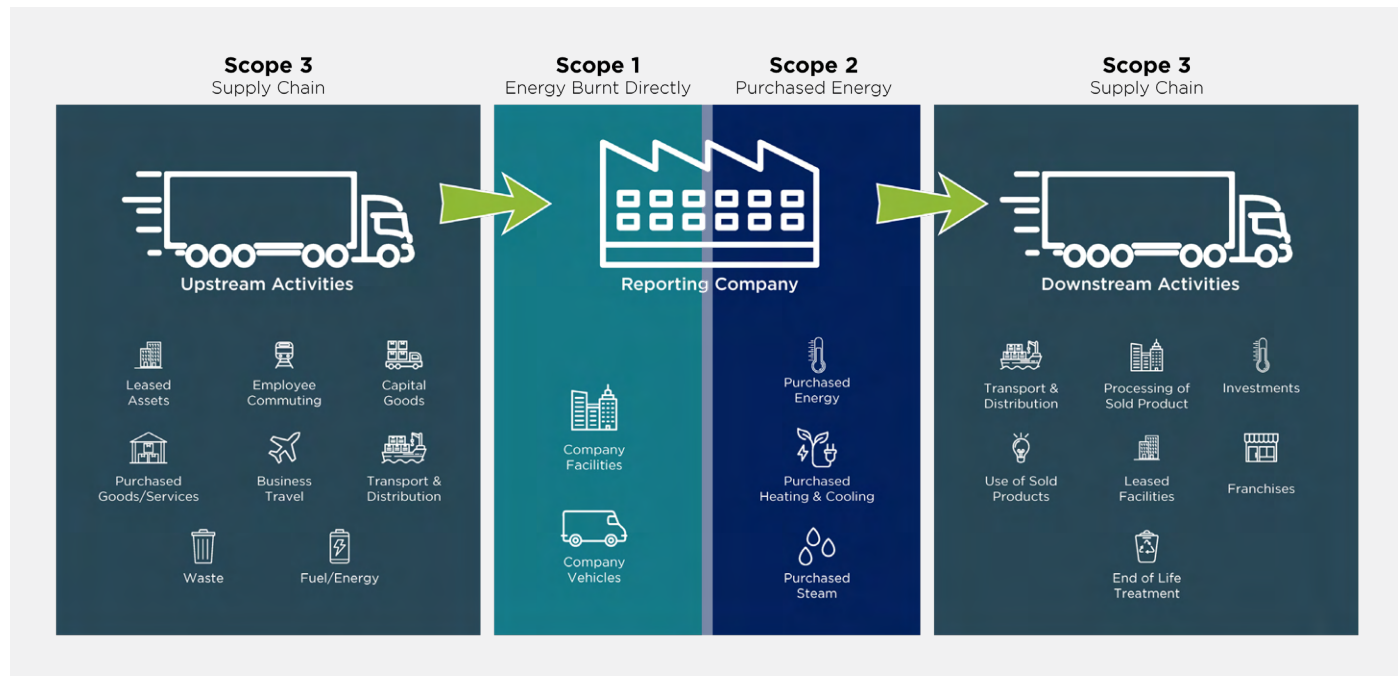 Scope 3
Supply Chain
Upstream Activities
Leased
Assets
Employee
Commuting
Capital
Goods
Purchased
Goods/Services
Business
Travel
Transport &
Distribution
Waste
Fuel/Energy
Scope 1
Energy Burnt Directly
Scope 2
Purchased Energy
Reporting Company
Company
Facilities
Company
Vehicles
Purchased
Energy
Purchased
Heating & Cooling
Purchased
Steam
Scope 3
Supply Chain
Downstream Activities
Transport &
Distribution
Processing of
Sold Product
Investments
Use of Sold
Products
Leased
Facilities
Franchises
End of Life
Treatment